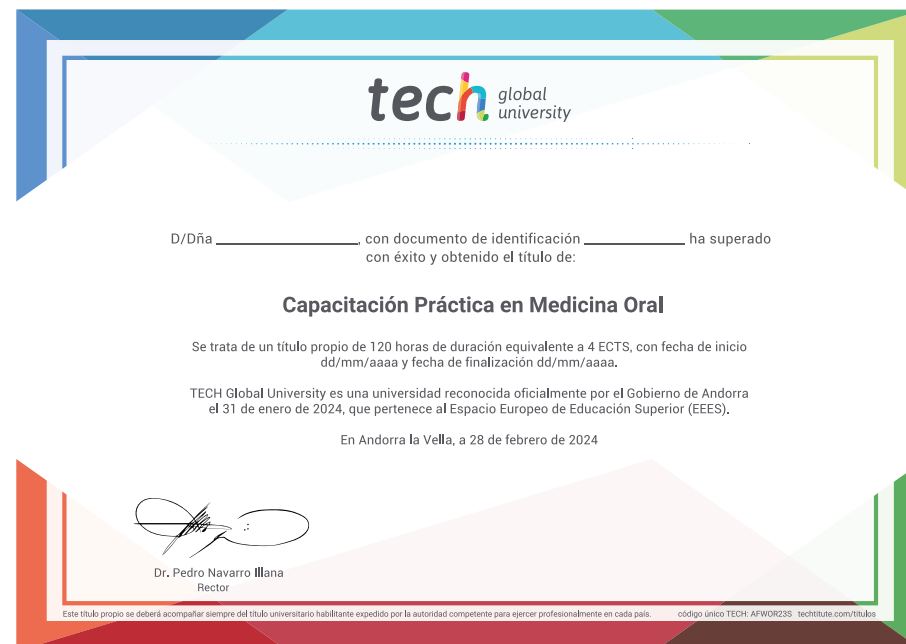 tech global
university
D/Dña ______________, con documento de identificación __________ ha superado
con éxito y obtenido el título de:
Capacitación Práctica en Medicina Oral
Se trata de un título propio de 120 horas de duración equivalente a 4 ECTS, con fecha de inicio
dd/mm/aaaa y fecha de finalización dd/mm/aaaa.
TECH Global University es una universidad reconocida oficialmente por el Gobierno de Andorra
el 31 de enero de 2024, que pertenece al Espacio Europeo de Educación Superior (EEES).
En Andorra la Vella, a 28 de febrero de 2024
Dr. Pedro Navarro Illana
Rector
Este título propio se deberá acompañar siempre del título universitario habilitante expedido por la autoridad competente para ejercer profesionalmente en cada país. código único TECH: AFWOR23S techtitute.com/titulos